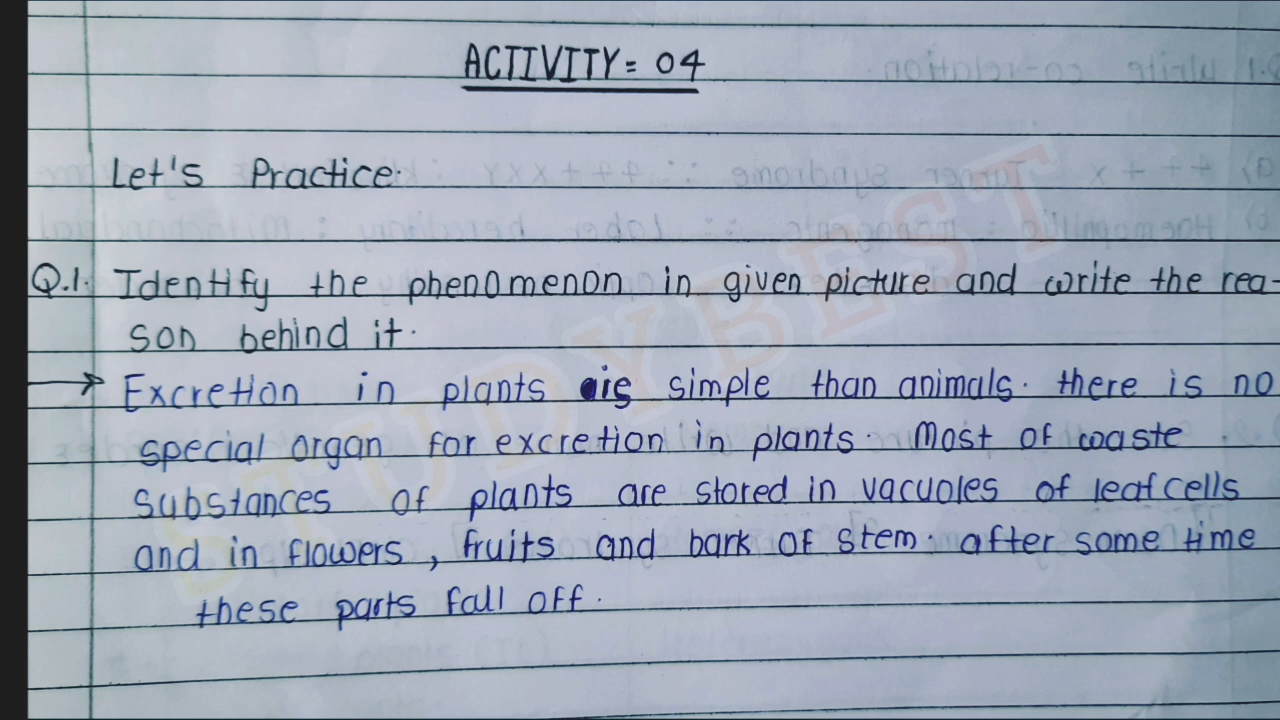 ACTIVITY = 04
Let's Practice.
Q.1. Identify the phenomenon in given picture and write the rea-
son behind it.
→ Excretion in plants is simple than animals. there is no
special organ for excretion in plants. Most of waste
substances of plants are stored in vacuoles of leaf cells
and in flowers, fruits and bark of stem. after some time
these parts fall off.
STUDYBEST